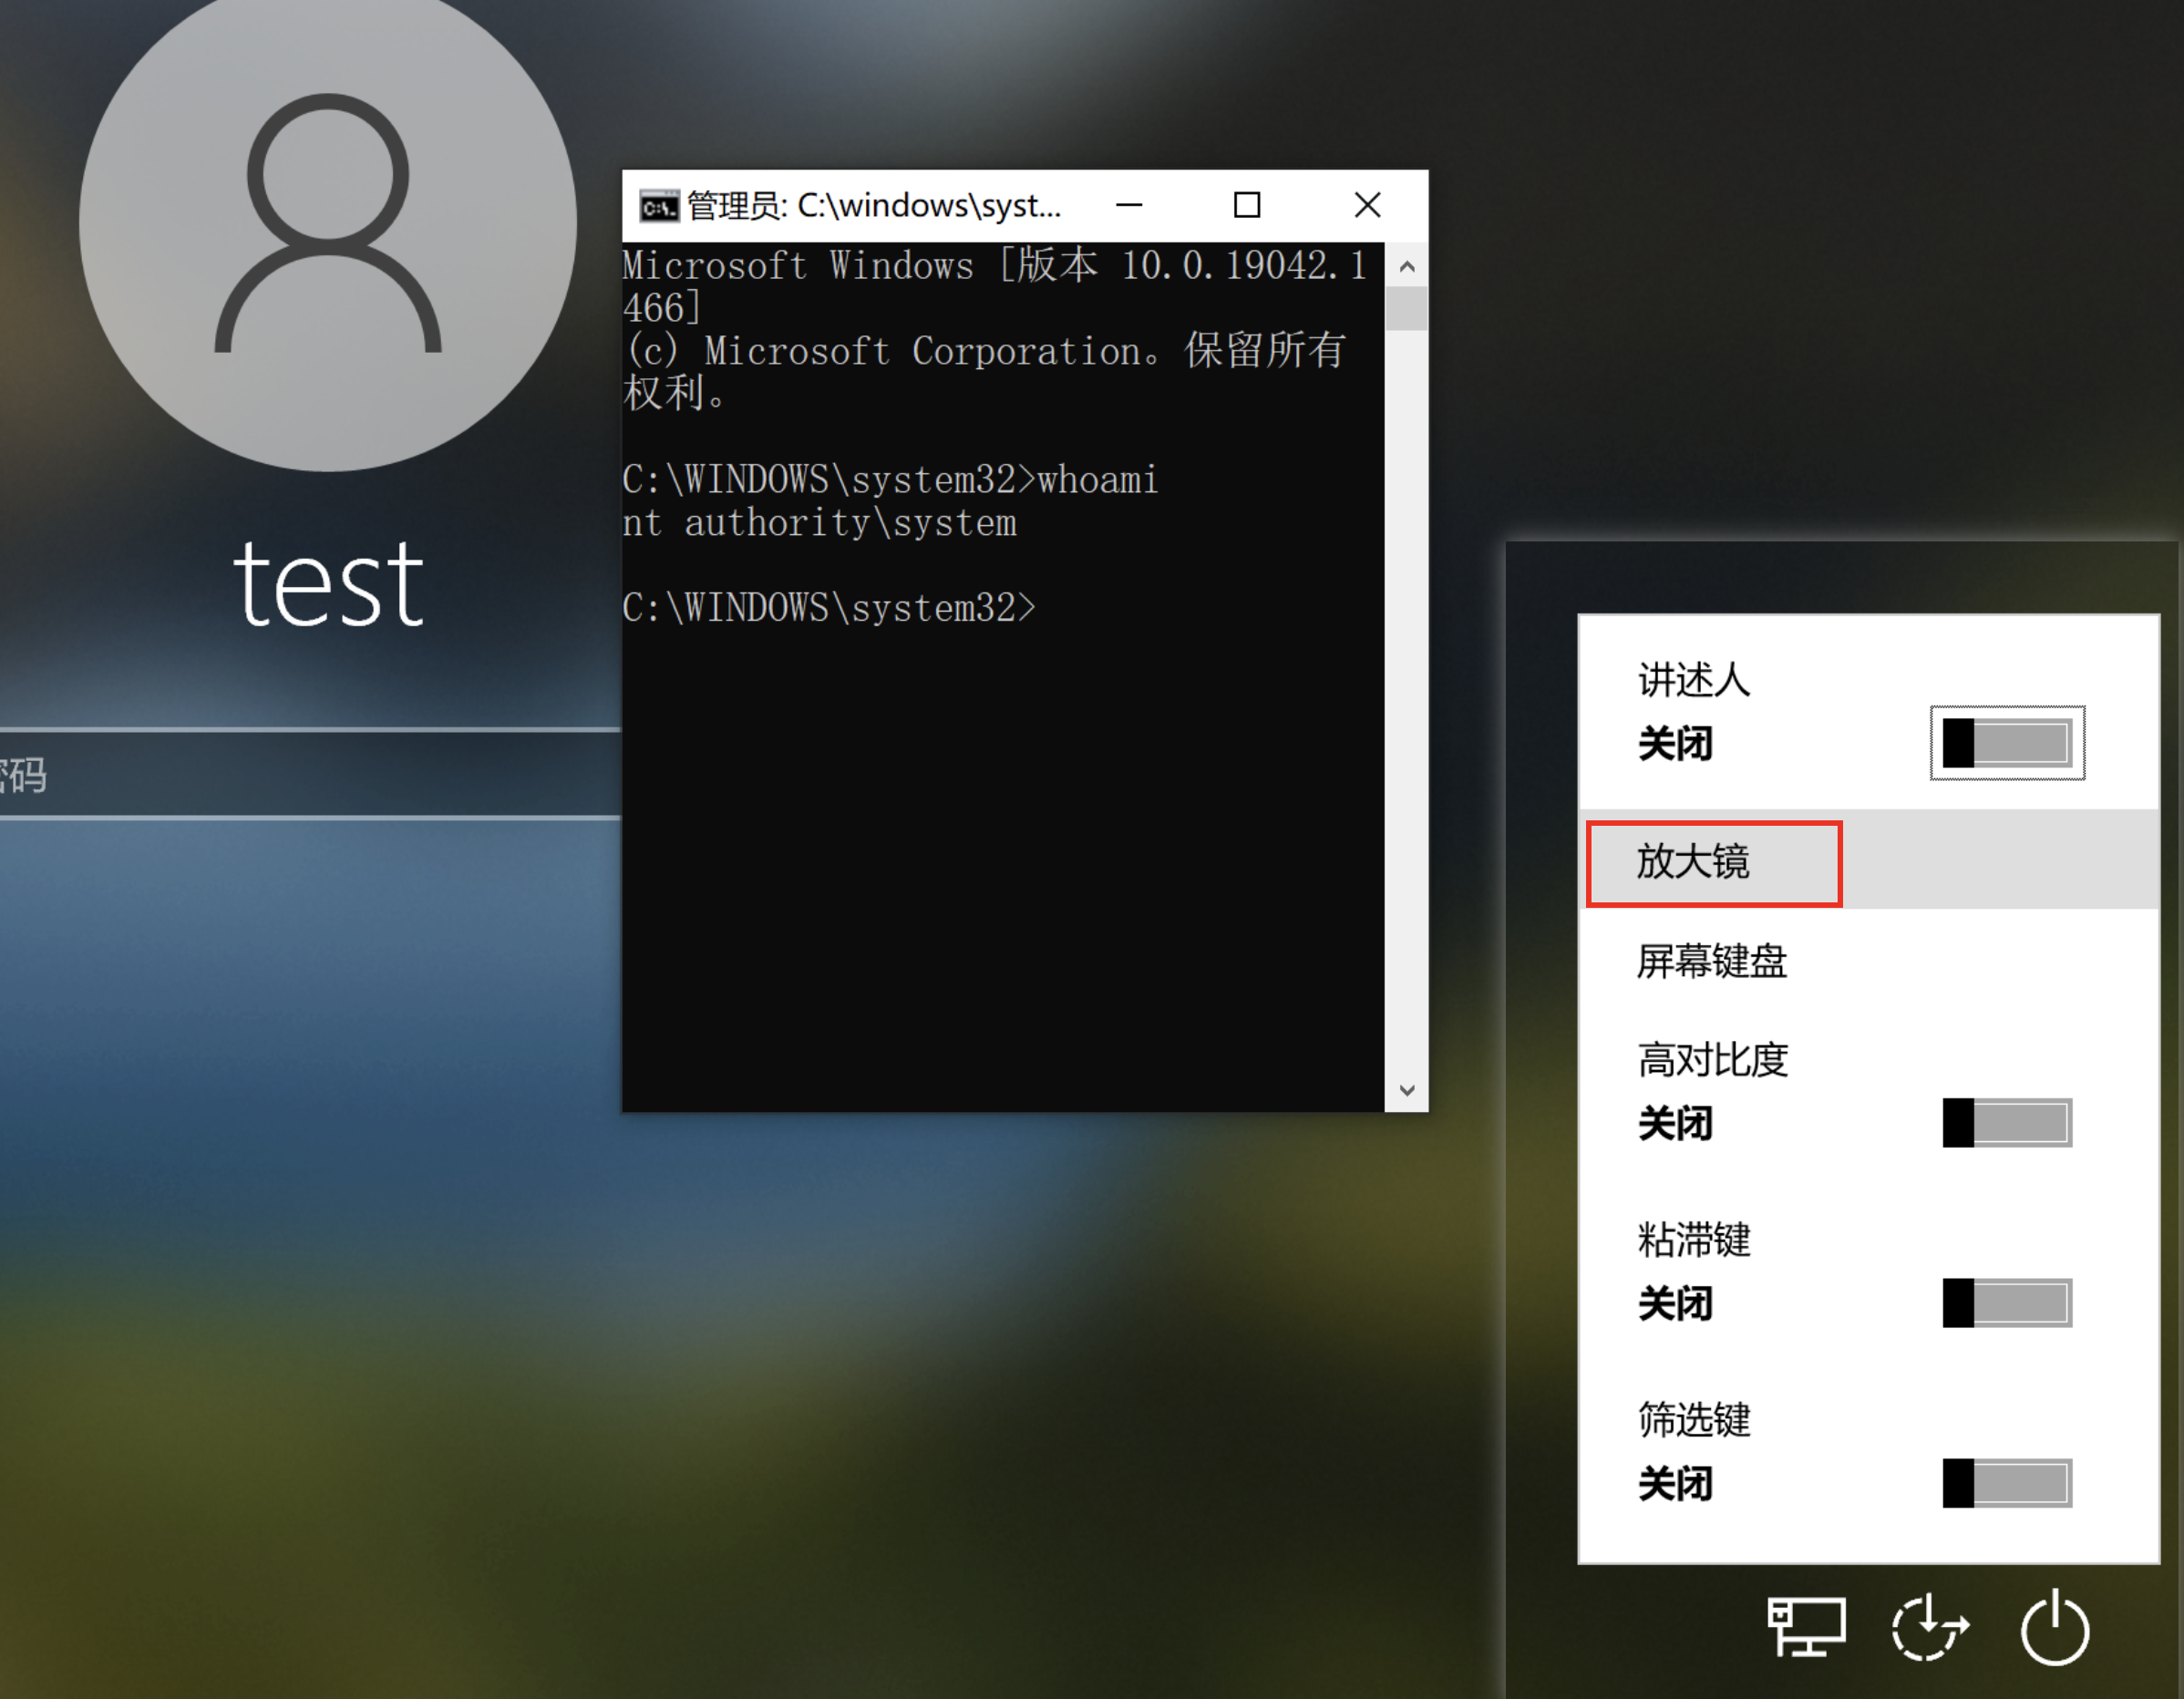 test
密码
管理员: C:\windows\syst...
Microsoft Windows [版本 10.0.19042.1
466]
(c) Microsoft Corporation。保留所有
权利。
C:\WINDOWS\system32>whoami
nt authority\system
C:\WINDOWS\system32>
讲述人
关闭
放大镜
屏幕键盘
高对比度
关闭
粘滞键
关闭
筛选键
关闭